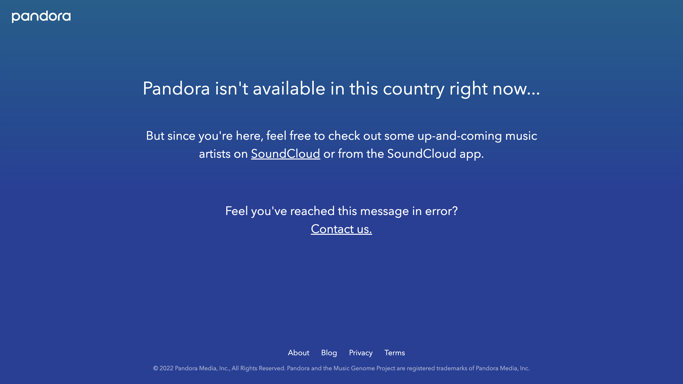 pandora
Pandora isn't available in this country right now...
But since you're here, feel free to check out some up-and-coming music
artists on SoundCloud or from the SoundCloud app.
Feel you've reached this message in error?
Contact us.
About Blog Privacy Terms
© 2022 Pandora Media, Inc., All Rights Reserved. Pandora and the Music Genome Project are registered trademarks of Pandora Media, Inc.